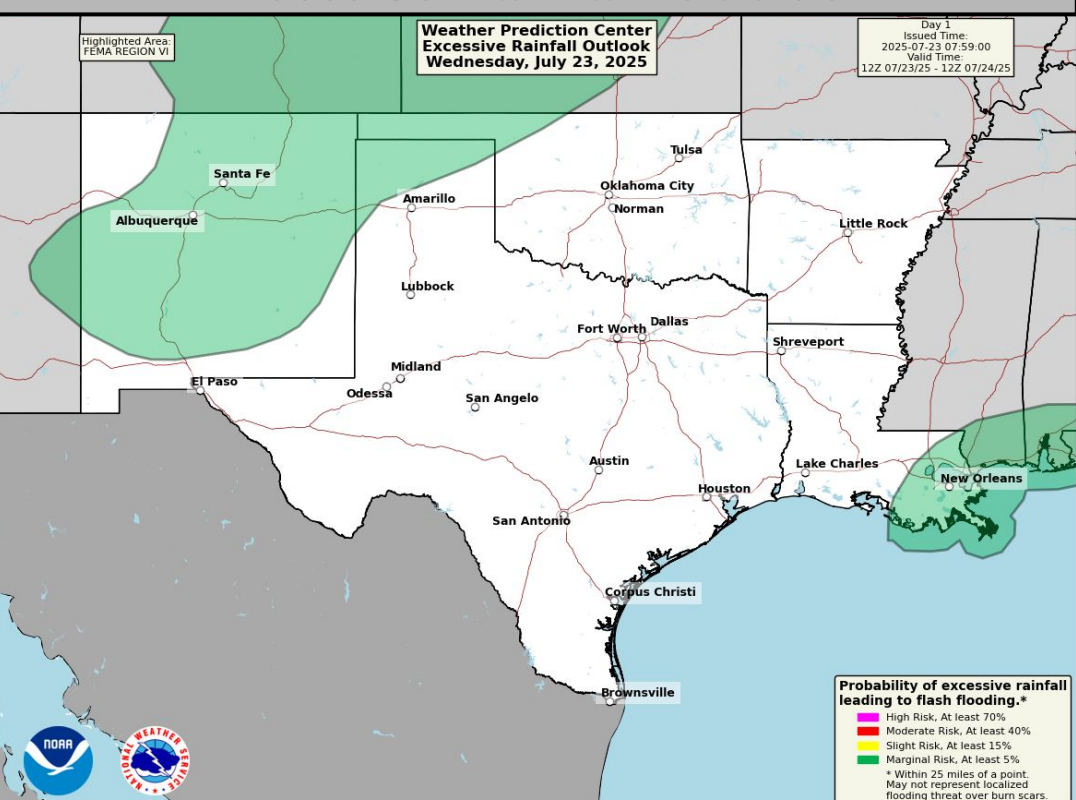 Highlighted Area:
FEMA REGION VI
Weather Prediction Center
Excessive Rainfall Outlook
Wednesday, July 23, 2025
Day 1
Issued Time:
2025-07-23 07:59:00
Valid Time:
12Z 07/23/25 - 12Z 07/24/25
Tulsa
Santa Fe
Oklahoma City
Amarillo
Norman
Albuquerque
Little Rock
Lubbock
Dallas
Fort Worth
Shreveport
Midland
El Paso
Odessa
San Angelo
Austin
Lake Charles
New Orleans
Houston
San Antonio
Corpus Christi
Brownsville
Probability of excessive rainfall
leading to flash flooding.*
High Risk, At least 70%
Moderate Risk, At least 40%
Slight Risk, At least 15%
Marginal Risk, At least 5%
* Within 25 miles of a point.
May not represent localized
flooding threat over burn scars.
NOAA
NATIONAL WEATHER SERVICE